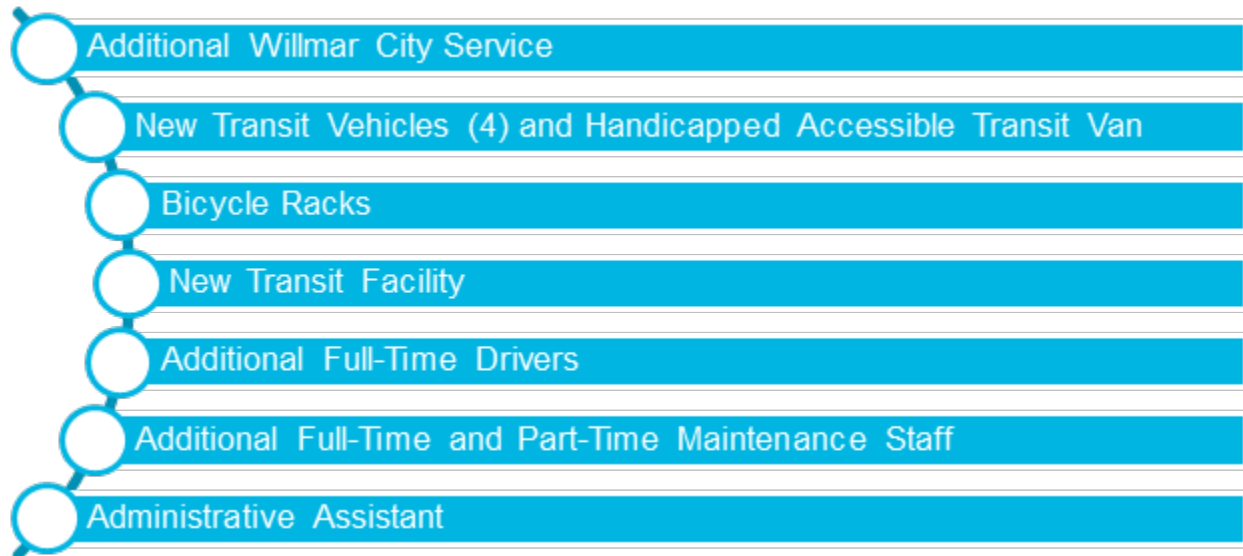 Additional Willmar City Service
New Transit Vehicles (4) and Handicapped Accessible Transit Van
Bicycle Racks
New Transit Facility
Additional Full-Time Drivers
Additional Full-Time and Part-Time Maintenance Staff
Administrative Assistant